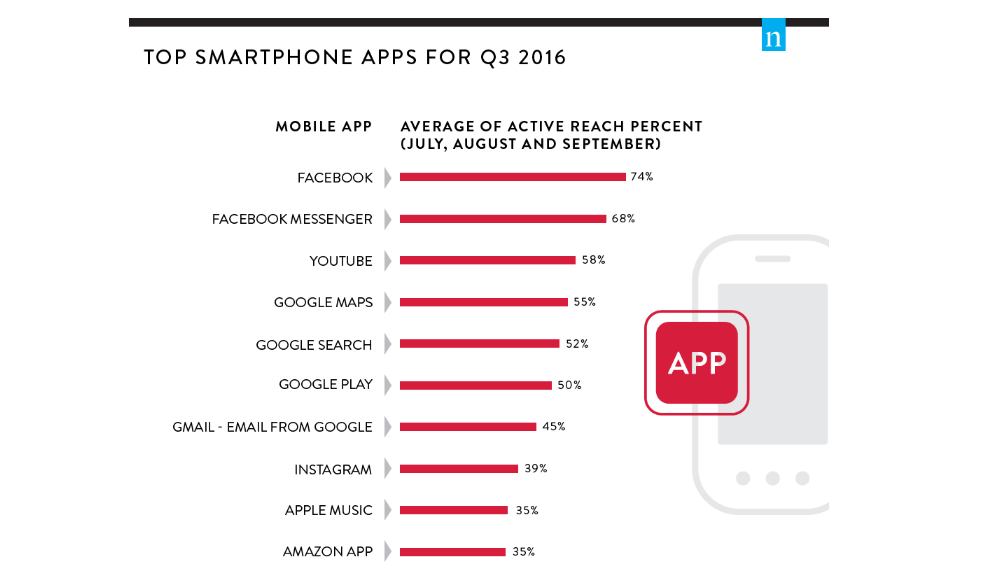 n
TOP SMARTPHONE APPS FOR Q3 2016
MOBILE APP
AVERAGE OF ACTIVE REACH PERCENT
(JULY, AUGUST AND SEPTEMBER)
FACEBOOK 74%
FACEBOOK MESSENGER 68%
YOUTUBE 58%
GOOGLE MAPS 55%
GOOGLE SEARCH 52%
GOOGLE PLAY 50%
GMAIL - EMAIL FROM GOOGLE 45%
INSTAGRAM 39%
APPLE MUSIC 35%
AMAZON APP 35%
APP